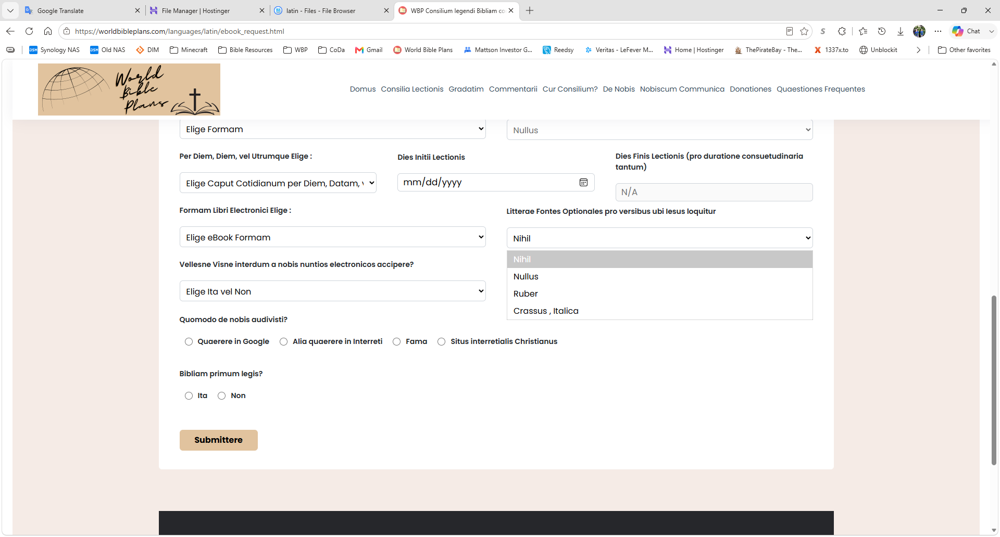 Google Translate
File Manager | Hostinger
latin - Files - File Browser
WBP Consilium legendi Bibliam co
https://worldbibleplans.com/languages/latin/ebook_request.html
Chat
Synology NAS
Old NAS
DIM
Minecraft
Bible Resources
WBP
CoDa
Gmail
World Bible Plans
Mattson Investor G...
Reedsy
Veritas - LeFever M...
Home | Hostinger
ThePirateBay - The...
1337x.to
Unblockit
Other favorites
World
Bible
Plans
Domus Consilia Lectionis Gradatim Commentarii Cur Consilium? De Nobis Nobiscum Communica Donationes Quaestiones Frequentes
Elige Formam
Nullus
Per Diem, Diem, vel Utrumque Elige :
Dies Initii Lectionis
Dies Finis Lectionis (pro duratione consuetudinaria
tantum)
Elige Caput Cotidianum per Diem, Datam, v
mm/dd/yyyy
N/A
Formam Libri Electronici Elige :
Litterae Fontes Optionales pro versibus ubi Iesus loquitur
Elige eBook Formam
Nihil
Nihil
Nullus
Ruber
Crassus , Italica
Vellesne Visne interdum a nobis nuntios electronicos accipere?
Elige Ita vel Non
Quomodo de nobis audivisti?
Quaerere in Google
Alia quaerere in Interreti
Fama
Situs interretialis Christianus
Bibliam primum legis?
Ita
Non
Submittere